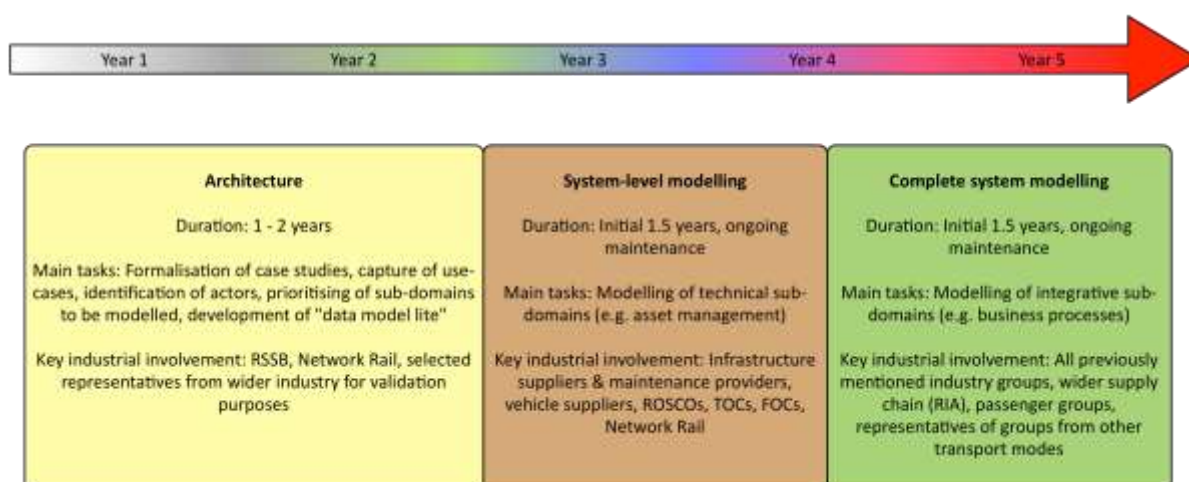 Year 1 Year 2 Year 3 Year 4 Year 5
Architecture
Duration: 1 - 2 years
Main tasks: Formalisation of case studies, capture of use-
cases, identification of actors, prioritising of sub-domains
to be modelled, development of "data model lite"
Key industrial involvement: RSSB, Network Rail, selected
representatives from wider industry for validation
purposes
System-level modelling
Duration: Initial 1.5 years, ongoing
maintenance
Main tasks: Modelling of technical sub-
domains (e.g. asset management)
Key industrial involvement: Infrastructure
suppliers & maintenance providers,
vehicle suppliers, ROSCOs, TOCs, FOCs,
Network Rail
Complete system modelling
Duration: Initial 1.5 years, ongoing
maintenance
Main tasks: Modelling of integrative sub-
domains (e.g. business processes)
Key industrial involvement: All previously
mentioned industry groups, wider supply
chain (RIA), passenger groups,
representatives of groups from other
transport modes